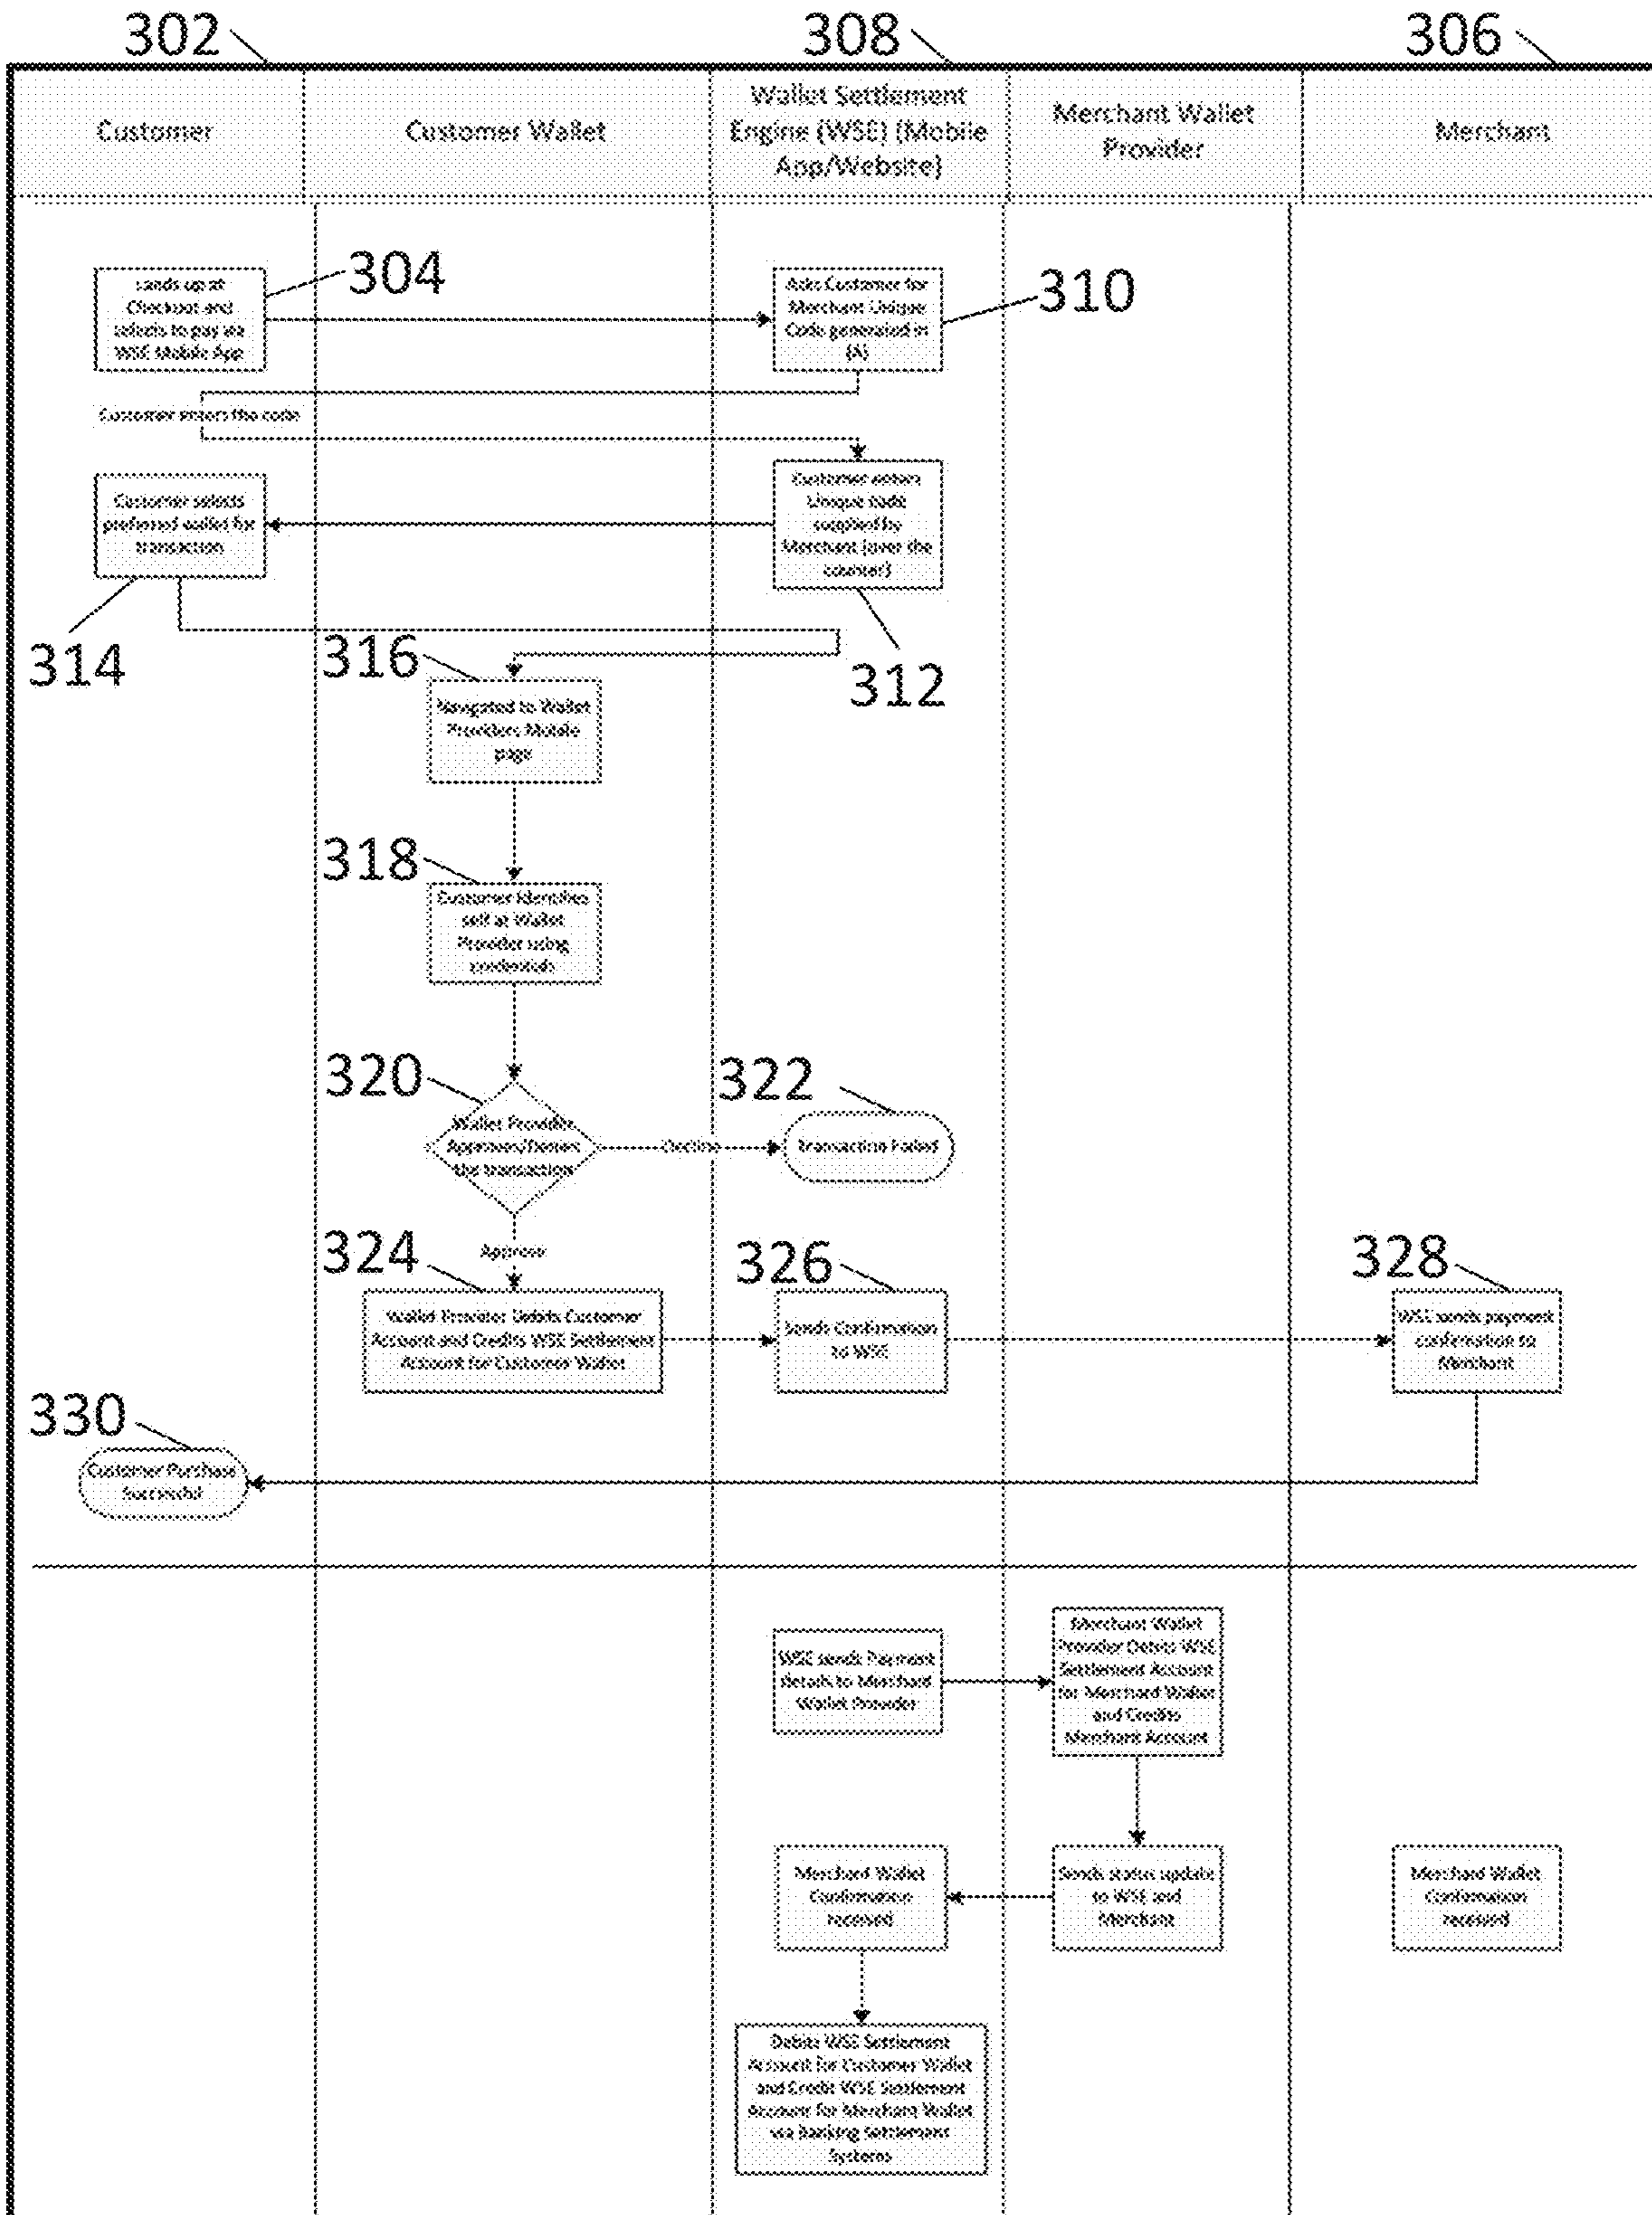 302
308
306
Customer
Customer Wallet
Wallet Settlement
Engine (WSE) (Mobile
App/Website)
Merchant Wallet
Provider
Merchant
304
Lands up at
Checkout and
selects to pay via
WSE Mobile App
Asks Customer for
Merchant Unique
Code generated in
(A)
310
Customer enters the code
Customer selects
preferred wallet for
transaction
Customer enters
Unique code
supplied by
Merchant (over the
counter)
314
316
312
Navigated to Wallet
Providers Mobile
page
318
Customer Identifies
self at Wallet
Provider using
credentials
320
322
Wallet Provider
Approves/Denies
the transaction
Decline
Transaction Failed
Approve
324
326
328
Wallet Provider Debits Customer
Account and Credits WSE Settlement
Account for Customer Wallet
Sends Confirmation
to WSE
WSE sends payment
confirmation to
Merchant
330
Customer Purchase
Successful
WSE sends Payment
details to Merchard
Wallet Provider
Merchant Wallet
Provider Debits WSE
Settlement Account
for Merchard Wallet
and Credits
Merchant Account
Merchard Wallet
Confirmation
received
Sends status update
to WSE and
Merchant
Merchard Wallet
Confirmation
received
Debits WSE Settlement
Account for Customer Wallet
and Credit WSE Settlement
Account for Merchant Wallet
via Banking Settlement
Systems